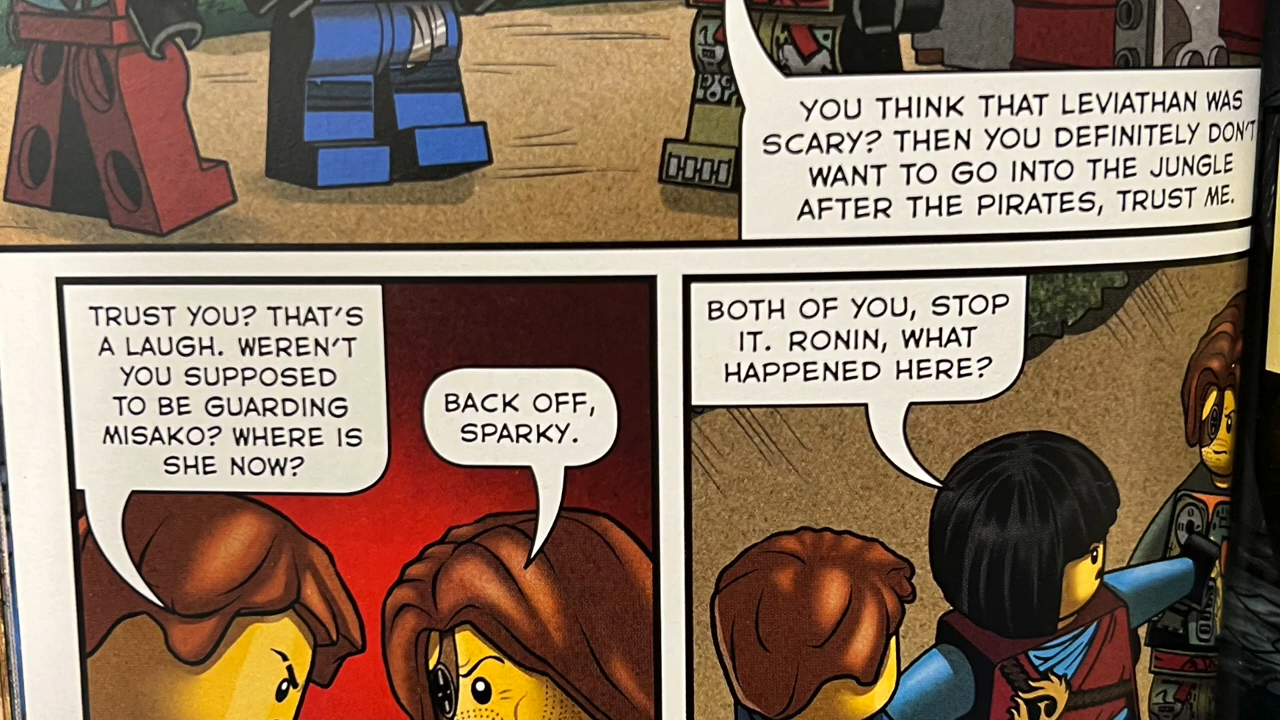 YOU THINK THAT LEVIATHAN WAS
SCARY? THEN YOU DEFINITELY DON'T
WANT TO GO INTO THE JUNGLE
AFTER THE PIRATES, TRUST ME.
TRUST YOU? THAT'S
A LAUGH. WEREN'T
YOU SUPPOSED
TO BE GUARDING
MISAKO? WHERE IS
SHE NOW?
BACK OFF,
SPARKY.
BOTH OF YOU, STOP
IT. RONIN, WHAT
HAPPENED HERE?